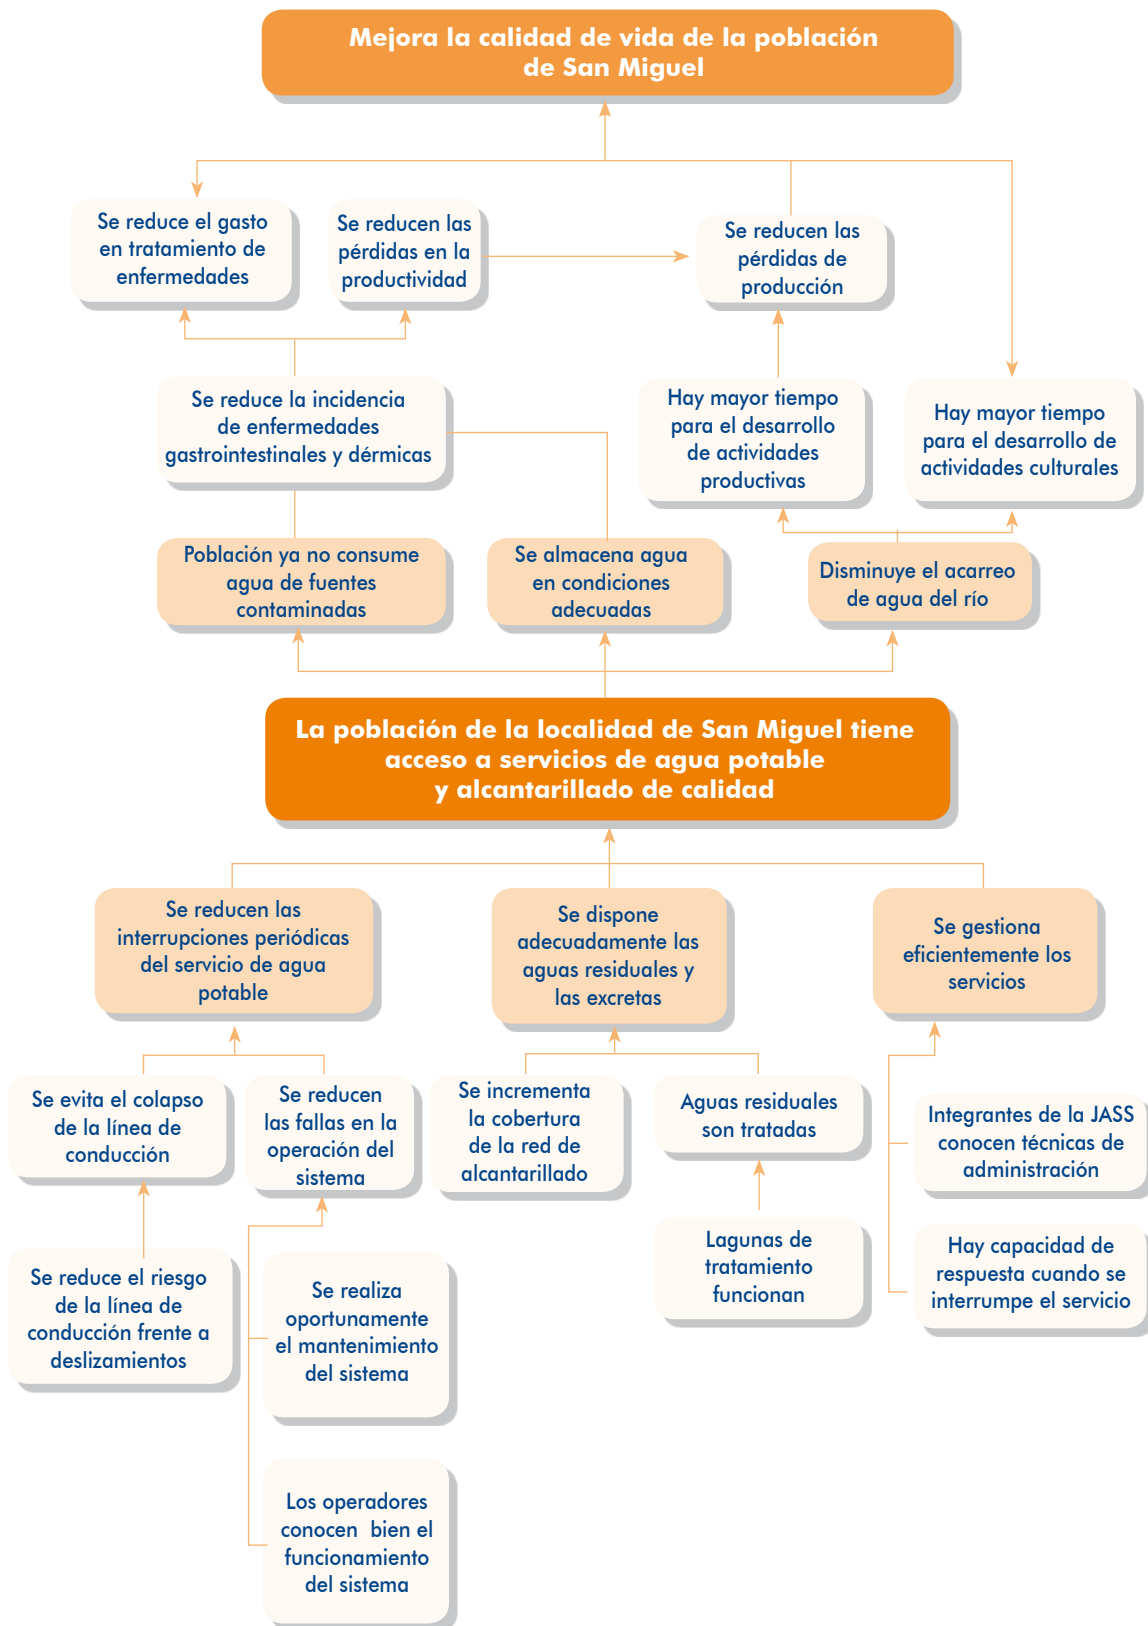 Mejora la calidad de vida de la población
de San Miguel
Se reduce el gasto
en tratamiento de
enfermedades
Se reducen las
pérdidas en la
productividad
Se reducen las
pérdidas de
producción
Se reduce la incidencia
de enfermedades
gastrointestinales y dérmicas
Hay mayor tiempo
para el desarrollo
de actividades
productivas
Hay mayor tiempo
para el desarrollo de
actividades culturales
Población ya no consume
agua de fuentes
contaminadas
Se almacena agua
en condiciones
adecuadas
Disminuye el acarreo
de agua del río
La población de la localidad de San Miguel tiene
acceso a servicios de agua potable
y alcantarillado de calidad
Se reducen las
interrupciones periódicas
del servicio de agua
potable
Se dispone
adecuadamente las
aguas residuales y
las excretas
Se gestiona
eficientemente los
servicios
Se evita el colapso
de la línea de
conducción
Se reducen
las fallas en la
operación del
sistema
Se incrementa
la cobertura
de la red de
alcantarillado
Aguas residuales
son tratadas
Integrantes de la JASS
conocen técnicas de
administración
Se reduce el riesgo
de la línea de
conducción frente a
deslizamientos
Se realiza
oportunamente
el mantenimiento
del sistema
Lagunas de
tratamiento
funcionan
Hay capacidad de
respuesta cuando se
interrumpe el servicio
Los operadores
conocen bien el
funcionamiento
del sistema